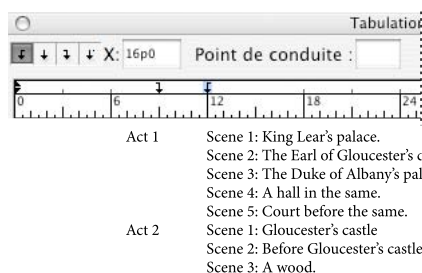 Tabulation
X: 16p0 Point de conduite :
0 6 12 18 24
Act 1 Scene 1: King Lear’s palace.
Scene 2: The Earl of Gloucester’s
Scene 3: The Duke of Albany’s
Scene 4: A hall in the same.
Scene 5: Court before the same.
Act 2 Scene 1: Gloucester’s castle
Scene 2: Before Gloucester’s castle
Scene 3: A wood.